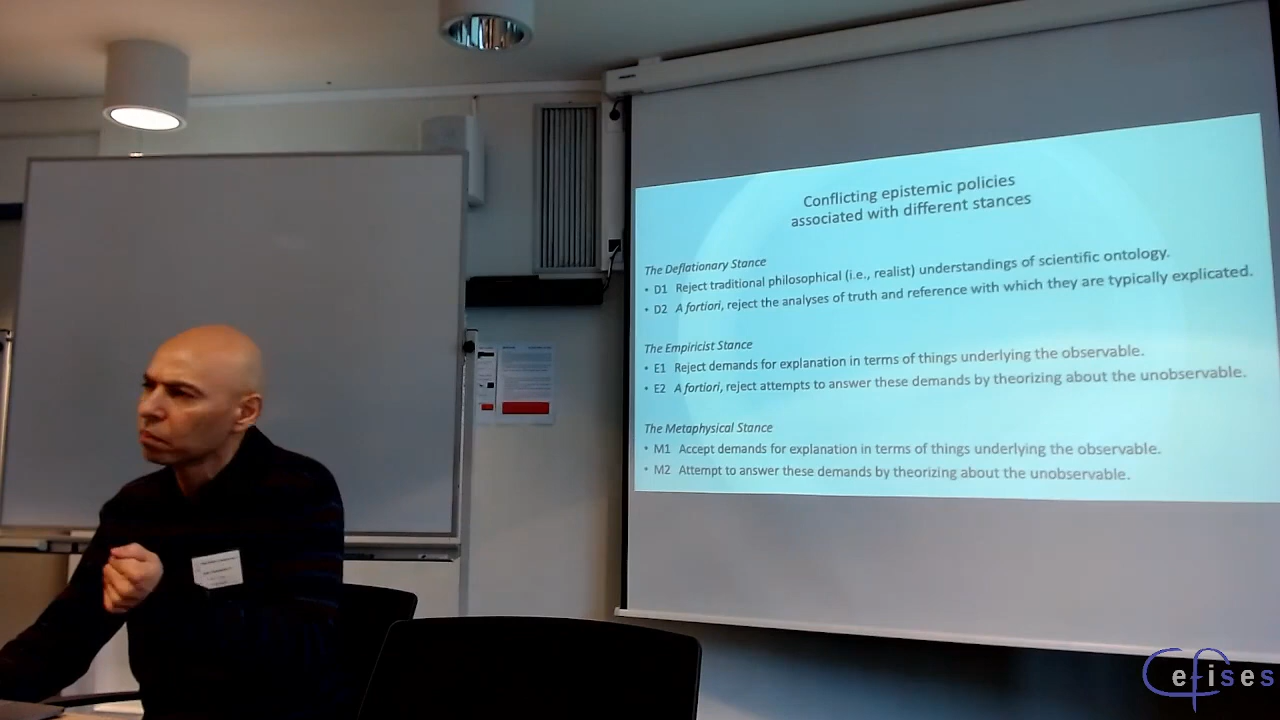 Conflicting epistemic policies
associated with different stances
The Deflationary Stance
• D1 Reject traditional philosophical (i.e., realist) understandings of scientific ontology.
• D2 A fortiori, reject the analyses of truth and reference with which they are typically explicated.
The Empiricist Stance
• E1 Reject demands for explanation in terms of things underlying the observable.
• E2 A fortiori, reject attempts to answer these demands by theorizing about the unobservable.
The Metaphysical Stance
• M1 Accept demands for explanation in terms of things underlying the observable.
• M2 Attempt to answer these demands by theorizing about the unobservable.
Cefises